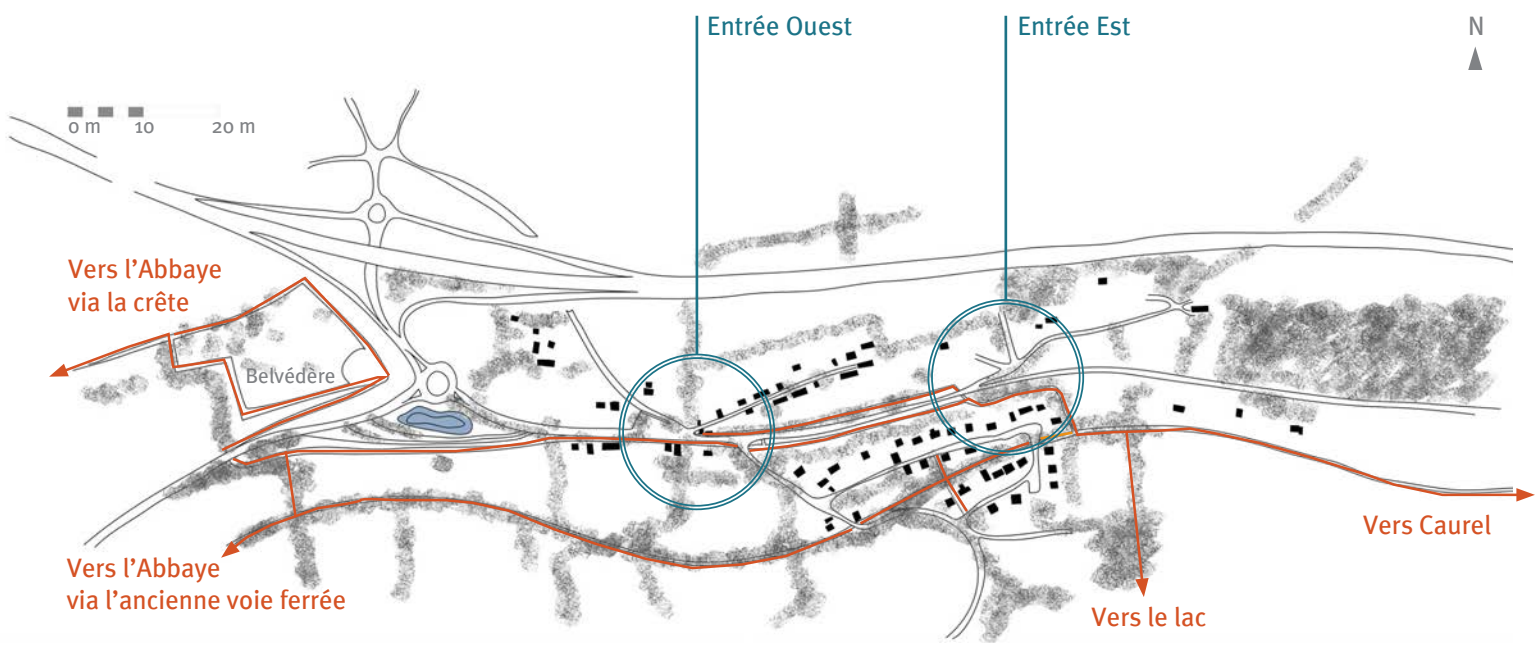 Entrée Ouest
Entrée Est
N
0 m 10 20 m
Vers l'Abbaye
via la crête
Belvédère
Vers l'Abbaye
via l'ancienne voie ferrée
Vers Caurel
Vers le lac